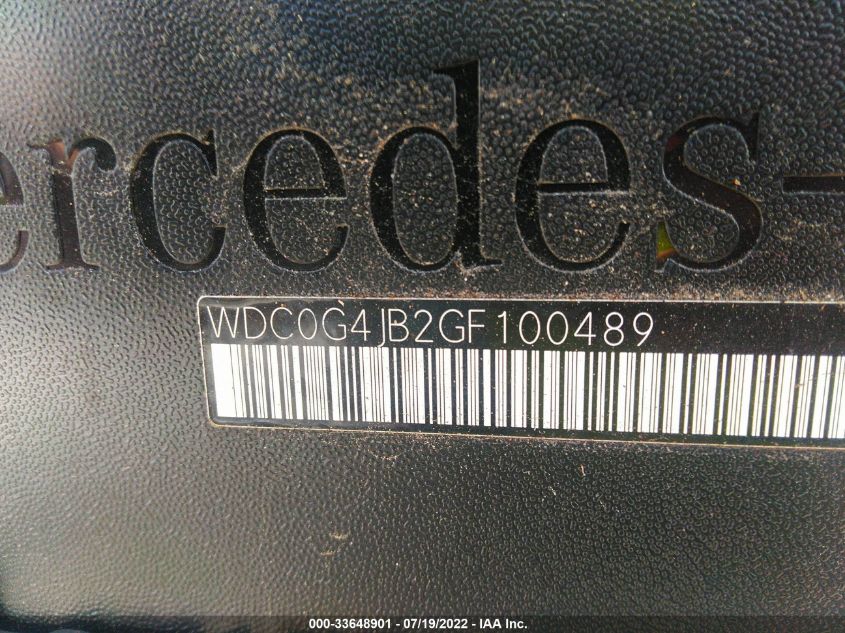 ercedes-
WDC0G4JB2GF100489
000-33648901 - 07/19/2022 - IAA Inc.